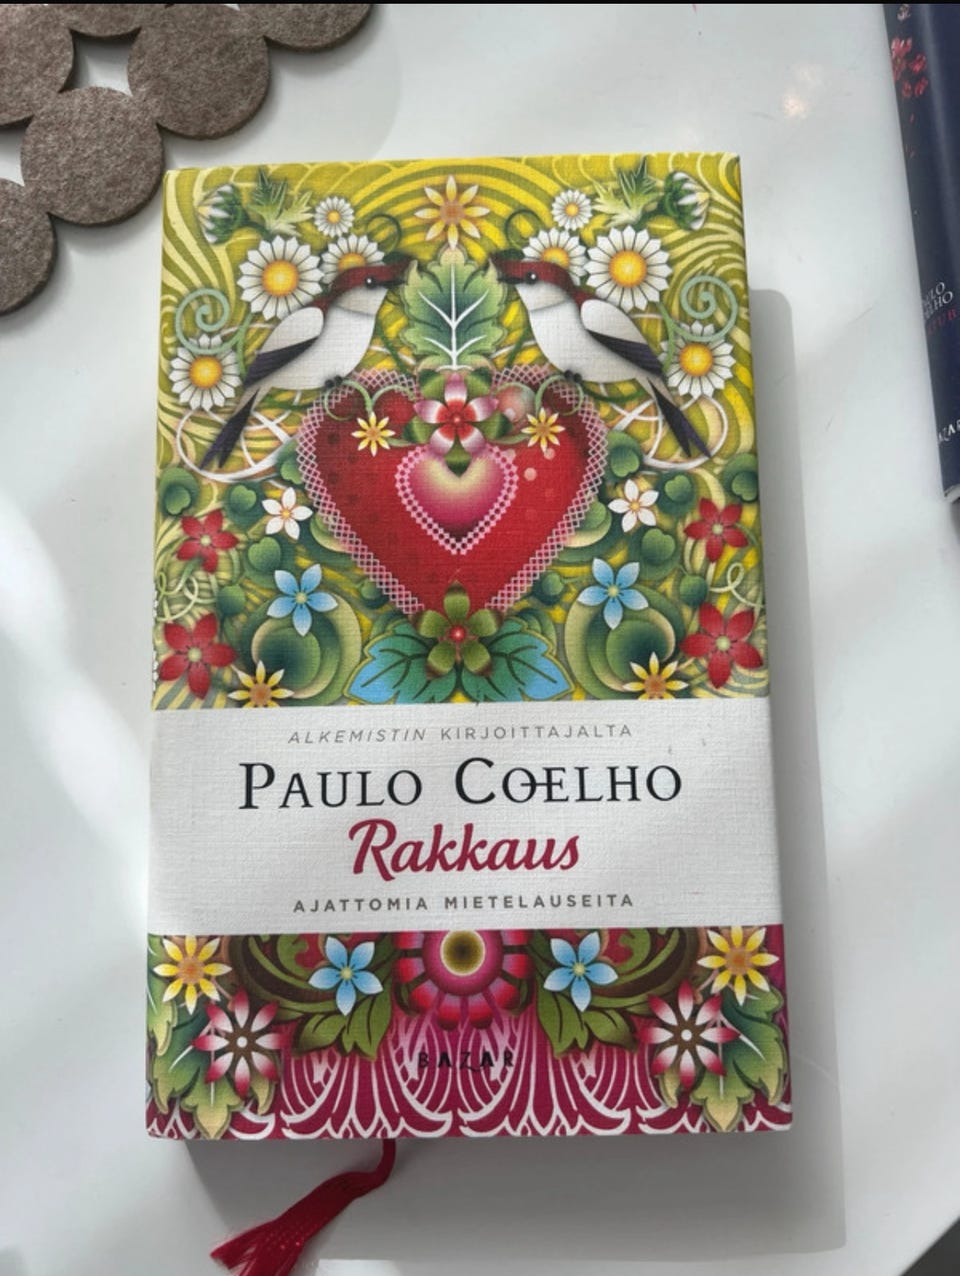 ALKEMISTIN KIRJOITTAJALTA
PAULO COELHO
Rakkaus
AJATTOMIA MIETELAUSEITA
BAZAR